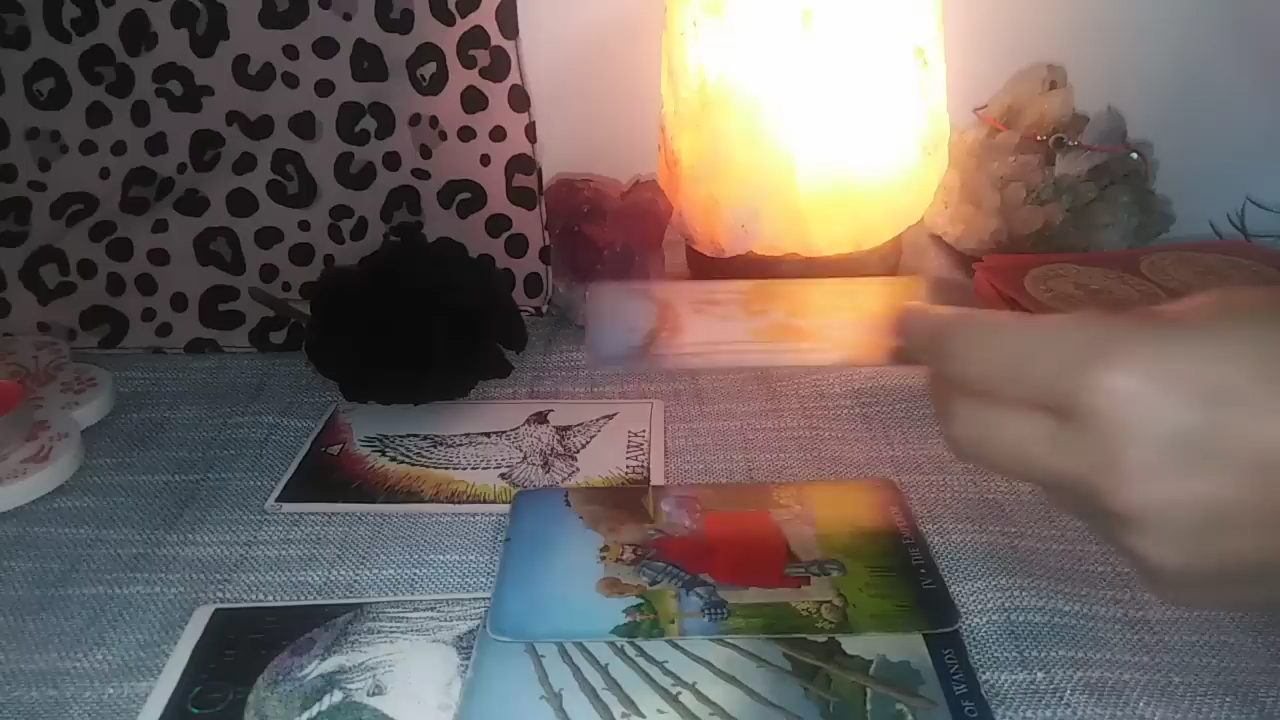 HAWK
IV • THE EMPEROR
OF WANDS